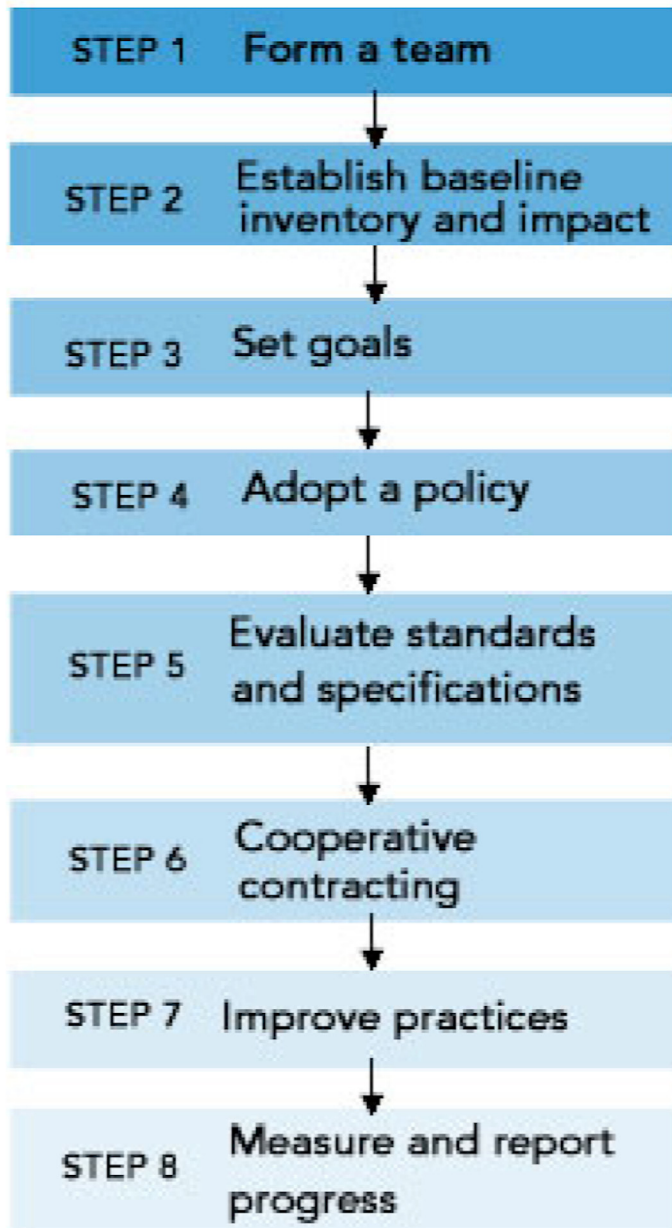 STEP 1 Form a team
STEP 2 Establish baseline
inventory and impact
STEP 3 Set goals
STEP 4 Adopt a policy
STEP 5 Evaluate standards
and specifications
STEP 6 Cooperative
contracting
STEP 7 Improve practices
STEP 8 Measure and report
progress